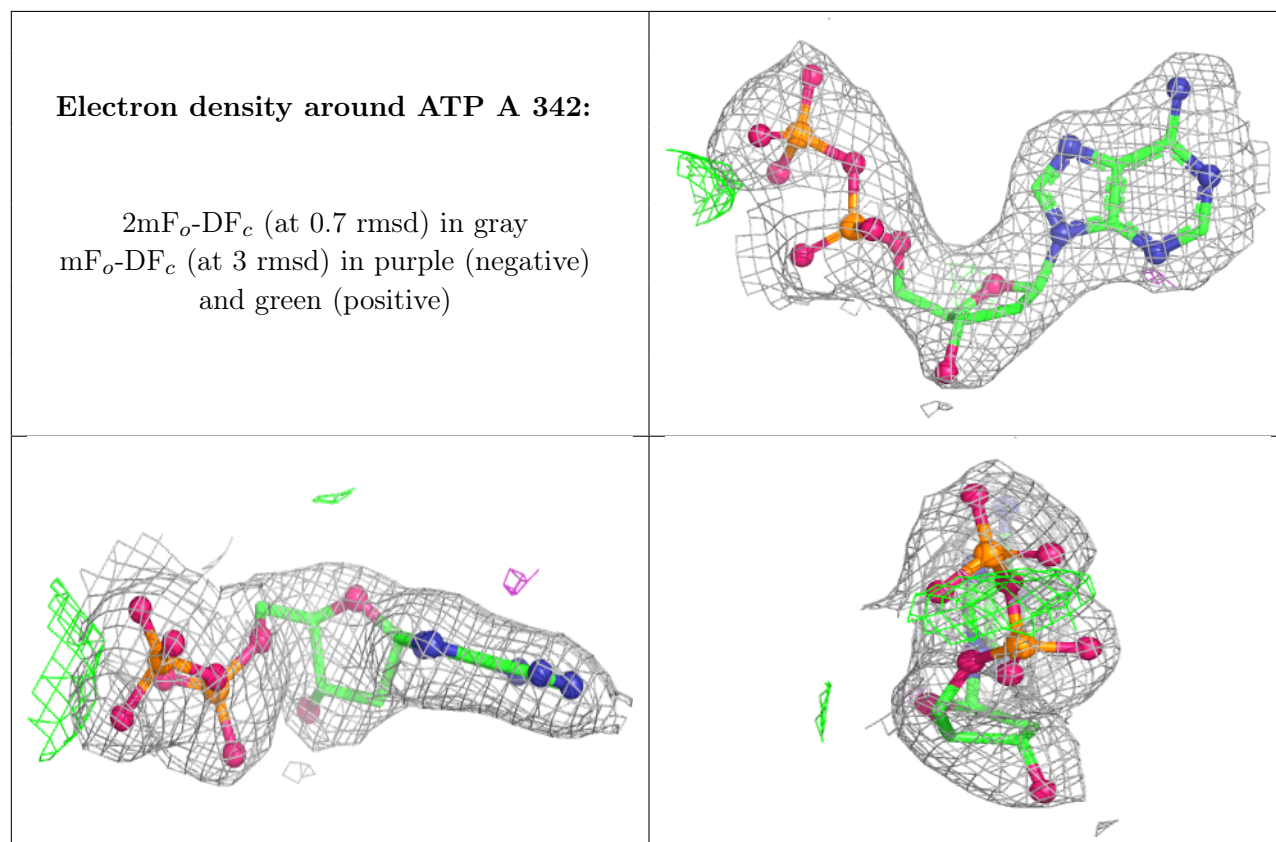 Electron density around ATP A 342:
2mFo-DFc (at 0.7 rmsd) in gray
mFo-DFc (at 3 rmsd) in purple (negative)
and green (positive)